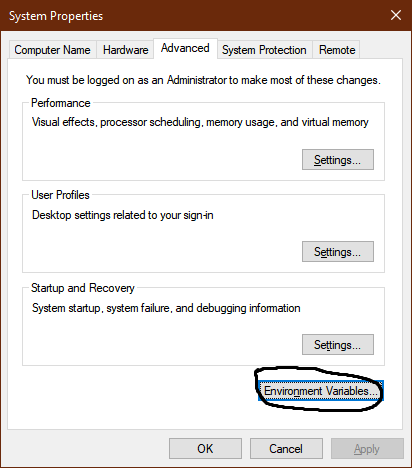 System Properties
Computer Name Hardware Advanced System Protection Remote
You must be logged on as an Administrator to make most of these changes.
Performance
Visual effects, processor scheduling, memory usage, and virtual memory
Settings...
User Profiles
Desktop settings related to your sign-in
Settings...
Startup and Recovery
System startup, system failure, and debugging information
Settings...
Environment Variables...
OK Cancel Apply